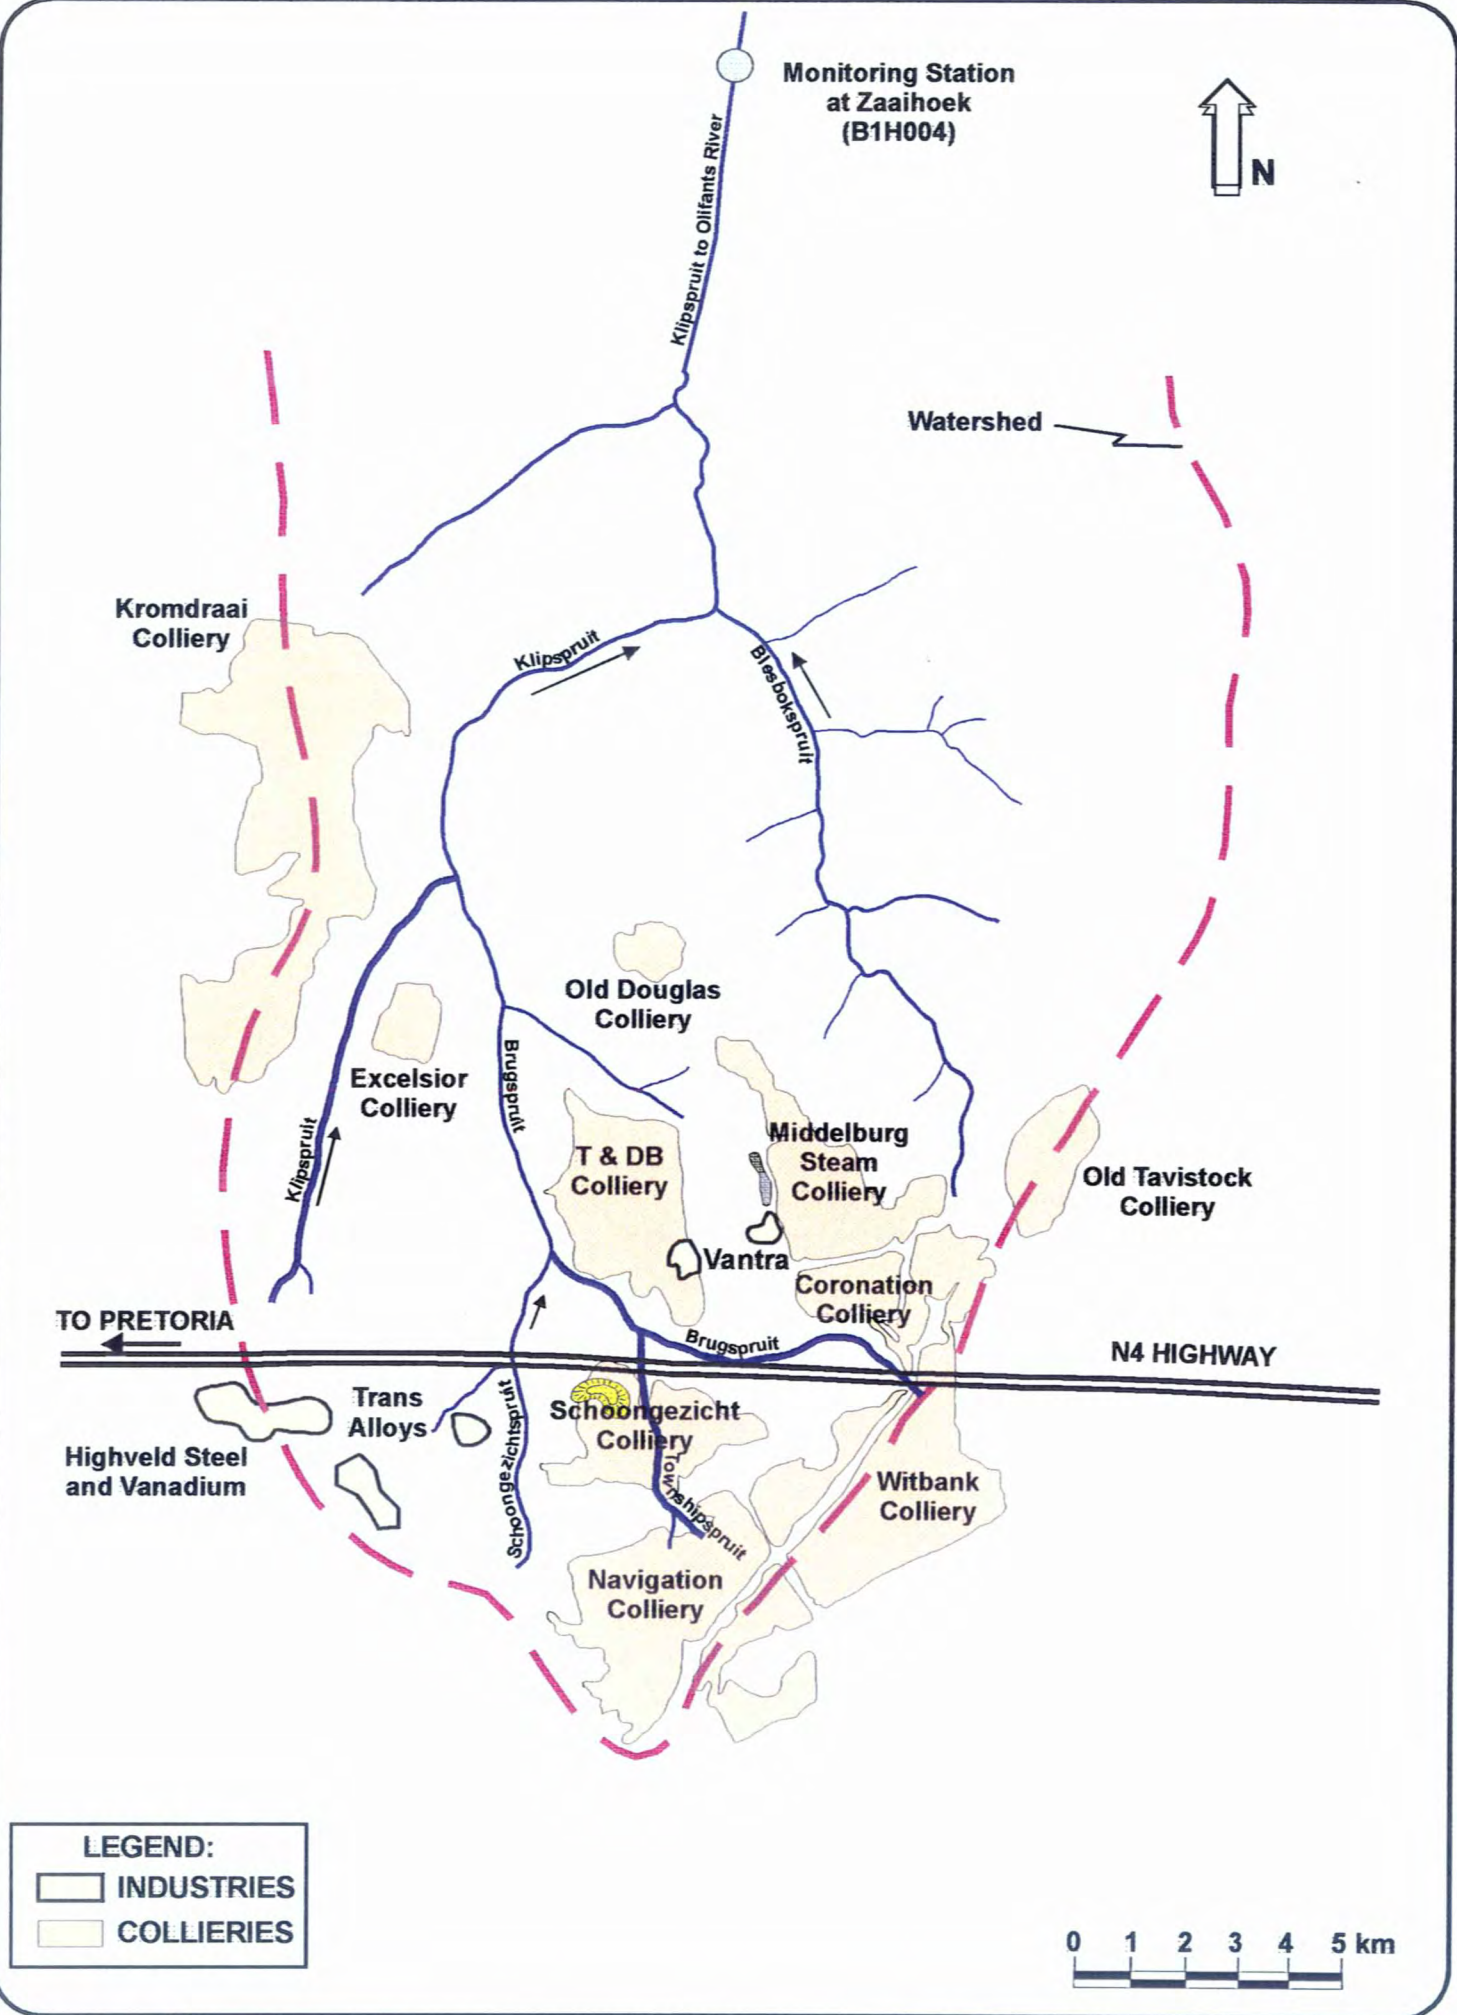 Monitoring Station
at Zaaihoek
(B1H004)
N
Klipspruit to Olifants River
Watershed
Kromdraai
Colliery
Klipspruit
Blesbokspruit
Old Douglas
Colliery
Excelsior
Colliery
Brugspruit
Klipspruit
T & DB
Colliery
Middelburg
Steam
Colliery
Old Tavistock
Colliery
Vantra
Coronation
Colliery
TO PRETORIA
Brugspruit
N4 HIGHWAY
Trans
Alloys
Schoongezicht
Colliery
Highveld Steel
and Vanadium
Schoongezichtspruit
Townshipspruit
Witbank
Colliery
Navigation
Colliery
LEGEND:
INDUSTRIES
COLLIERIES
0 1 2 3 4 5 km